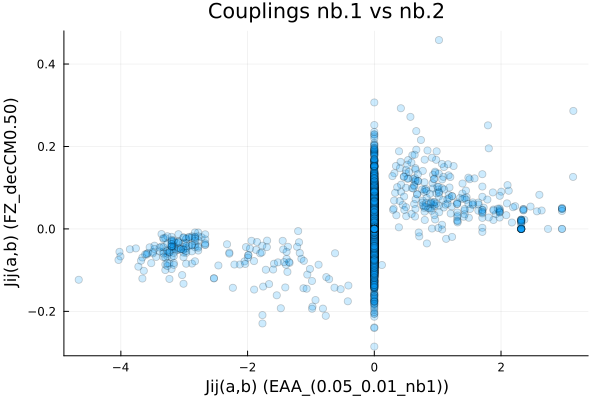 Couplings nb.1 vs nb.2
Jij(a,b) (FZ_decCM0.50)
0.4
0.2
0.0
−0.2
−4
−2
0
2
Jij(a,b) (EAA_(0.05_0.01_nb1))